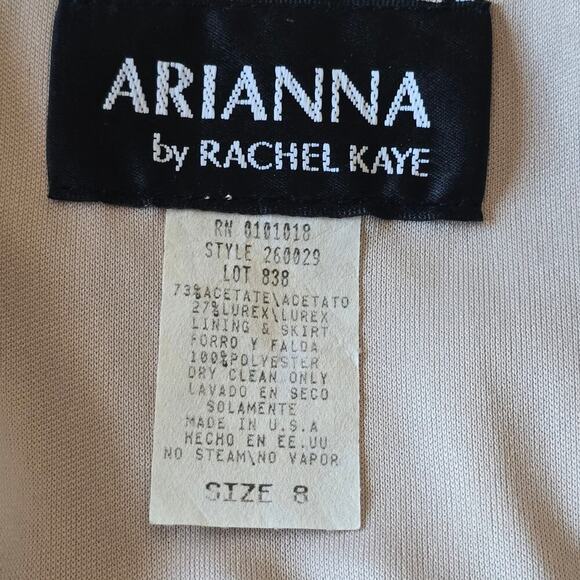 ARIANNA
by RACHEL KAYE
RN 0101018
STYLE 260029
LOT 838
73%ACETATE\ACETATO
27%LUREX\LUREX
LINING & SKIRT
FORRO Y FALDA
100%POLYESTER
DRY CLEAN ONLY
LAVADO EN SECO
SOLAMENTE
MADE IN U.S.A
HECHO EN EE.UU
NO STEAM\NO VAPOR
SIZE 8